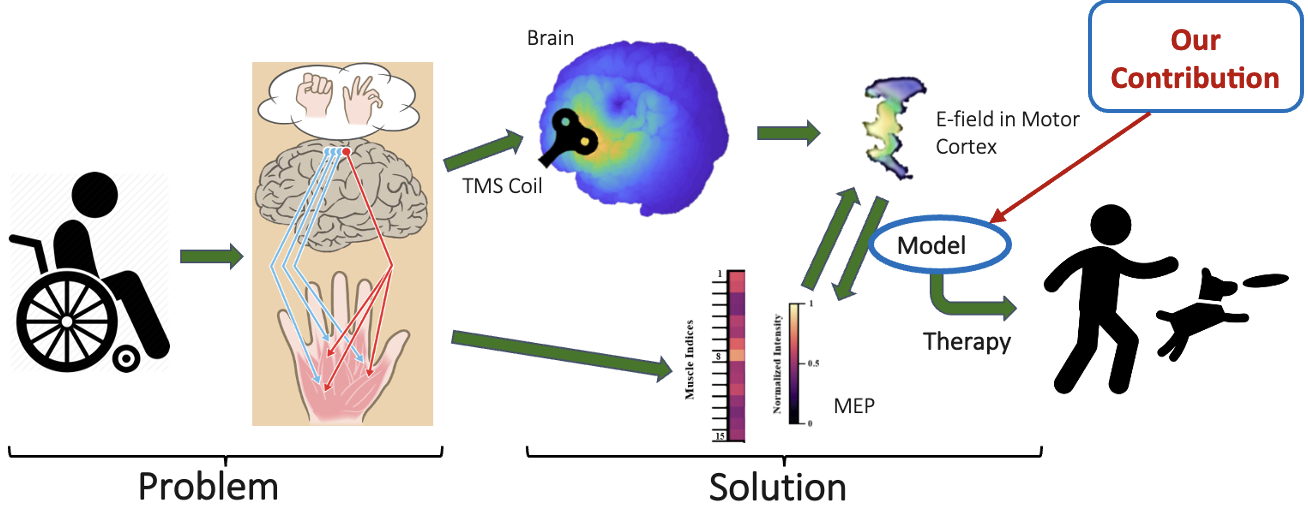 Brain
Our
Contribution
E-field in Motor
Cortex
TMS Coil
Model
Therapy
Muscle Indices
1
8
15
Normalized Intensity
1
0.5
0
MEP
Problem
Solution